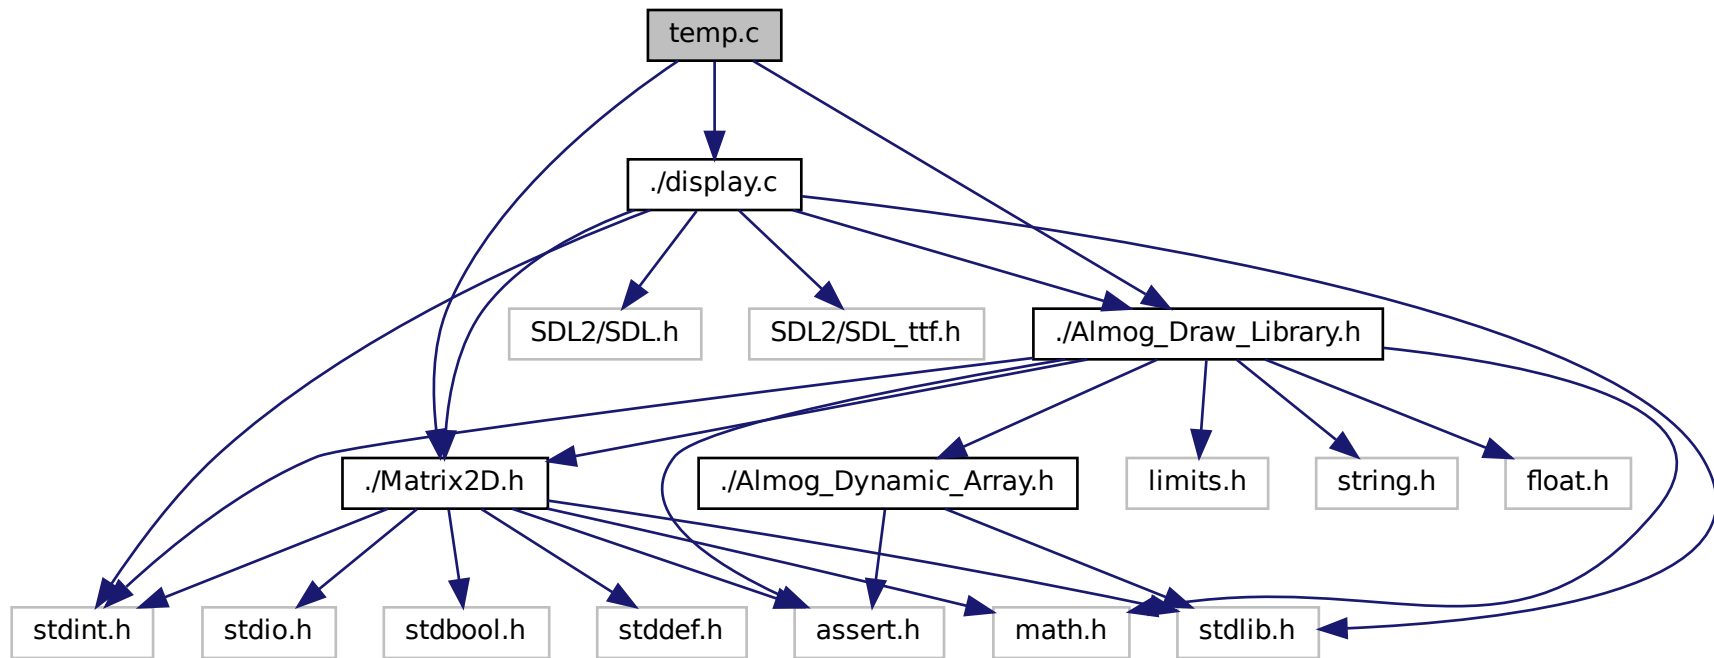 temp.c
./display.c
SDL2/SDL.h
SDL2/SDL_ttf.h
./Almog_Draw_Library.h
./Matrix2D.h
./Almog_Dynamic_Array.h
limits.h
string.h
float.h
stdint.h
stdio.h
stdbool.h
stddef.h
assert.h
math.h
stdlib.h